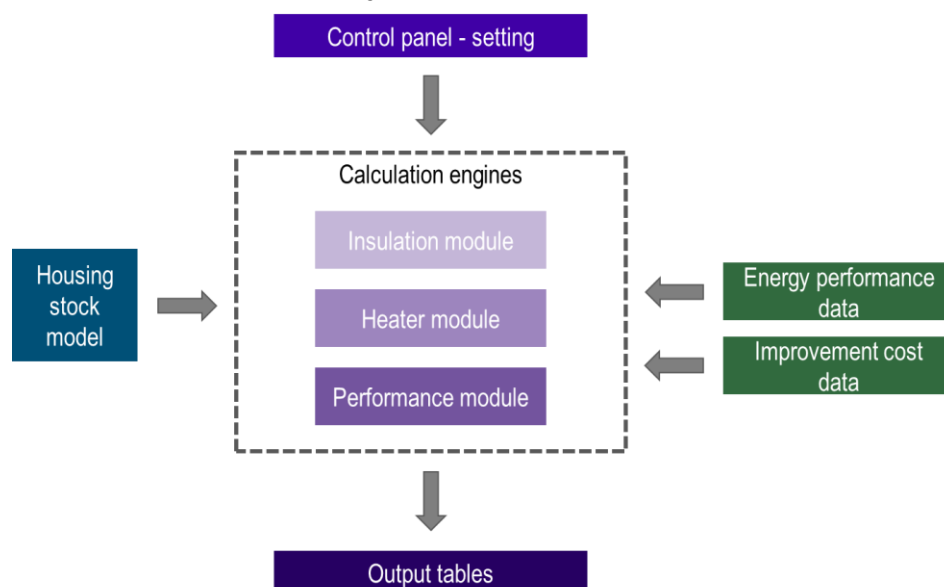 Control panel - setting
Calculation engines
Insulation module
Housing
stock
model
Heater module
Energy performance
data
Improvement cost
data
Performance module
Output tables